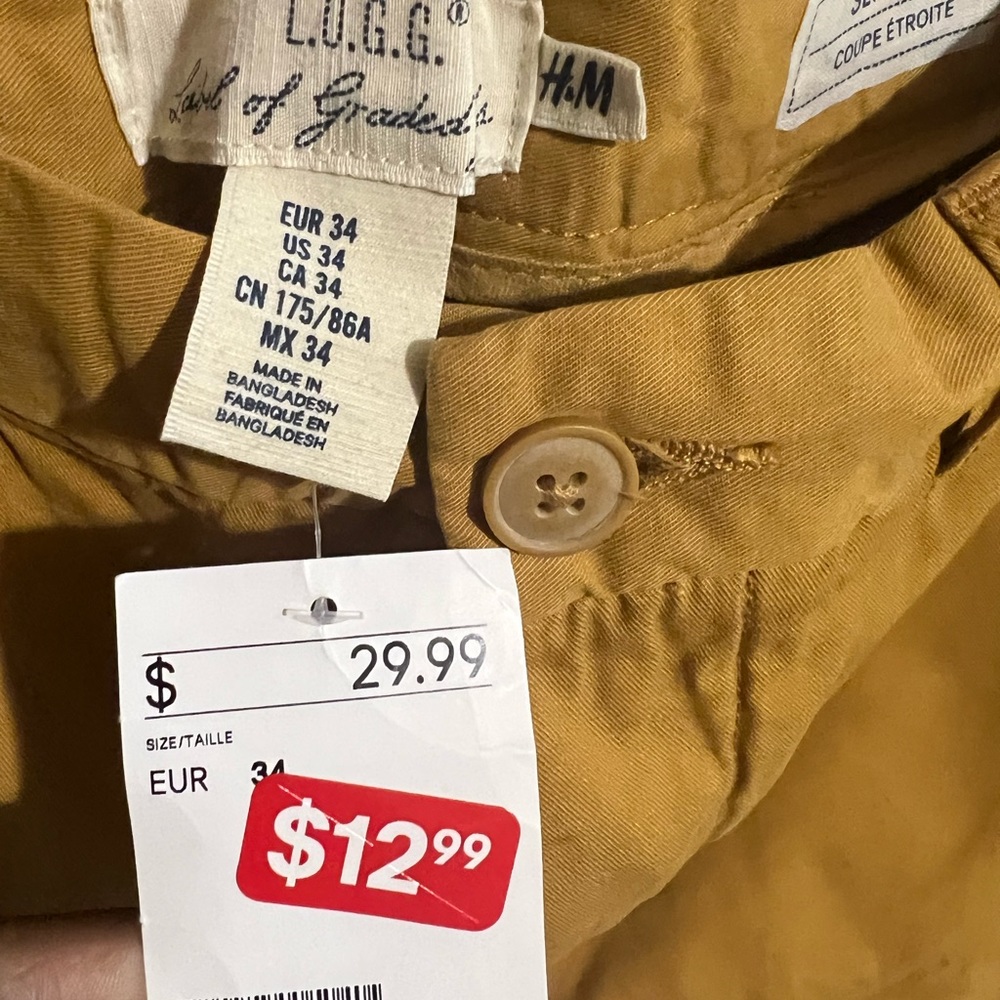 L.O.G.G.®
Label of Graded
H&M
COUPE ÉTROITE
EUR 34
US 34
CA 34
CN 175/86A
MX 34
MADE IN
BANGLADESH
FABRIQUÉ EN
BANGLADESH
$ 29.99
SIZE/TAILLE
EUR 34
$12.99